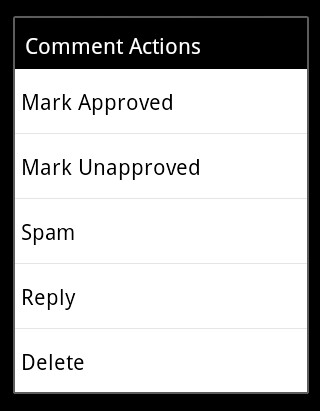 Comment Actions
Mark Approved
Mark Unapproved
Spam
Reply
Delete